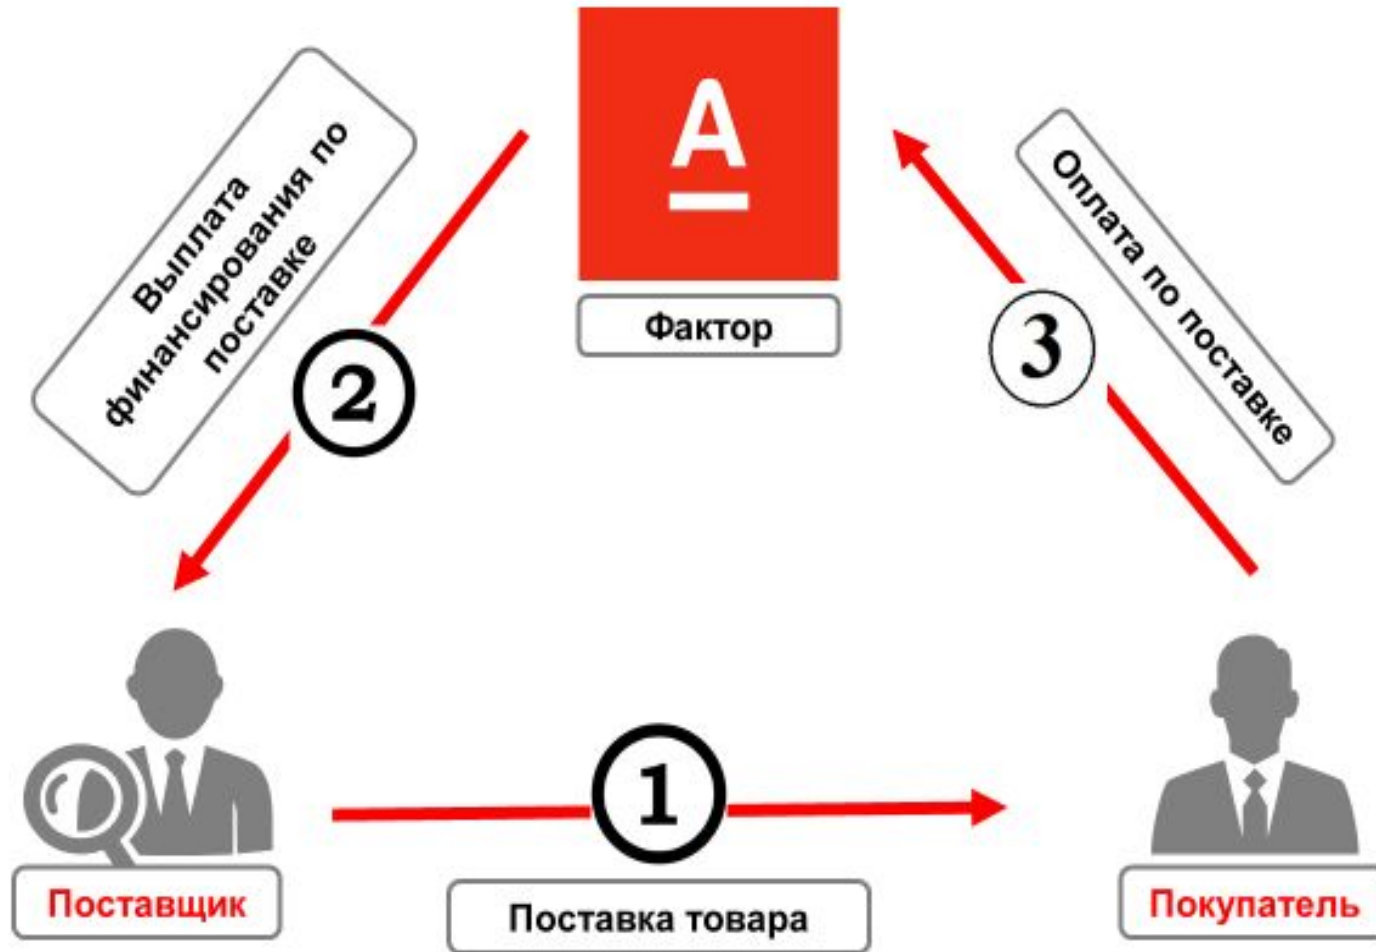 А
Фактор
Выплата
финансирования по
поставке
2
Оплата по поставке
3
1
Поставщик
Поставка товара
Покупатель